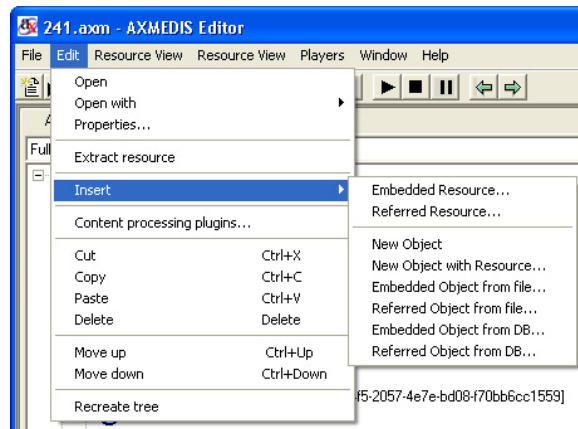 241.axm - AXMEDIS Editor
File Edit Resource View Resource View Players Window Help
Open
Open with
Properties...
Full
Extract resource
Insert
Embedded Resource...
Referred Resource...
Content processing plugins...
New Object
New Object with Resource...
Embedded Object from file...
Referred Object from file...
Embedded Object from DB...
Referred Object from DB...
Cut Ctrl+X
Copy Ctrl+C
Paste Ctrl+V
Delete Delete
Move up Ctrl+Up
Move down Ctrl+Down
Recreate tree
f5-2057-4e7e-bd08-f70bb6cc1559]